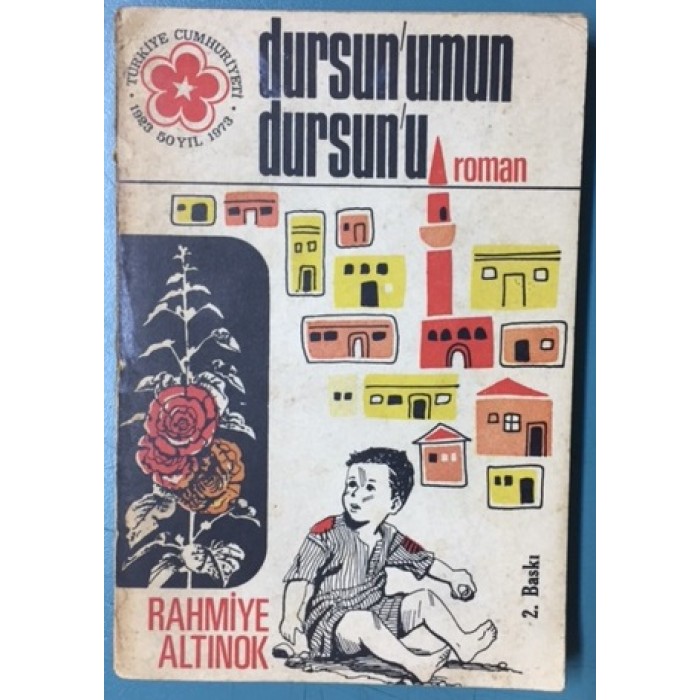 TÜRKİYE CUMHURİYETİ
1923 50 YIL 1973
dursun'umun
dursun'u
roman
2. Baskı
RAHMİYE
ALTINOK